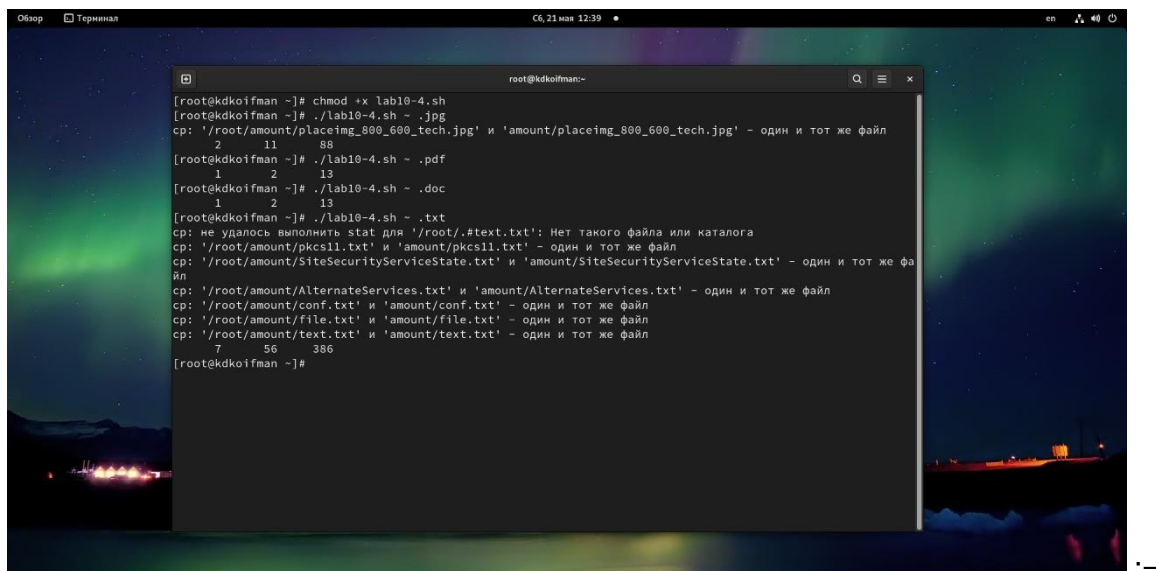 Обзор Терминал Сб, 21 мая 12:39 en
root@kdkoifman:~
[root@kdkoifman ~]# chmod +x lab10-4.sh
[root@kdkoifman ~]# ./lab10-4.sh ~ .jpg
cp: '/root/amount/placeimg_800_600_tech.jpg' и 'amount/placeimg_800_600_tech.jpg' - один и тот же файл
2 11 88
[root@kdkoifman ~]# ./lab10-4.sh ~ .pdf
1 2 13
[root@kdkoifman ~]# ./lab10-4.sh ~ .doc
1 2 13
[root@kdkoifman ~]# ./lab10-4.sh ~ .txt
cp: не удалось выполнить stat для '/root/.#text.txt': Нет такого файла или каталога
cp: '/root/amount/pkcs11.txt' и 'amount/pkcs11.txt' - один и тот же файл
cp: '/root/amount/SiteSecurityServiceState.txt' и 'amount/SiteSecurityServiceState.txt' - один и тот же фа
йл
cp: '/root/amount/AlternateServices.txt' и 'amount/AlternateServices.txt' - один и тот же файл
cp: '/root/amount/conf.txt' и 'amount/conf.txt' - один и тот же файл
cp: '/root/amount/file.txt' и 'amount/file.txt' - один и тот же файл
cp: '/root/amount/text.txt' и 'amount/text.txt' - один и тот же файл
7 56 386
[root@kdkoifman ~]#